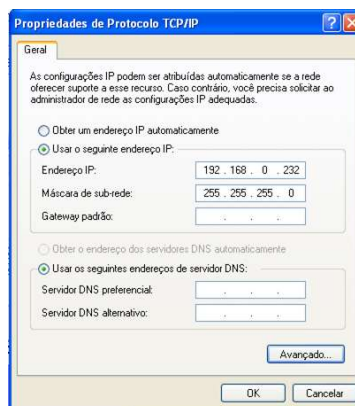 Propriedades de Protocolo TCP/IP
Geral
As configurações IP podem ser atribuídas automaticamente se a rede
oferecer suporte a esse recurso. Caso contrário, você precisa solicitar ao
administrador de rede as configurações IP adequadas.
Obter um endereço IP automaticamente
Usar o seguinte endereço IP:
Endereço IP: 192 . 168 . 0 . 232
Máscara de sub-rede: 255 . 255 . 255 . 0
Gateway padrão: . . .
Obter o endereço dos servidores DNS automaticamente
Usar os seguintes endereços de servidor DNS:
Servidor DNS preferencial: . . .
Servidor DNS alternativo: . . .
Avançado...
OK Cancelar